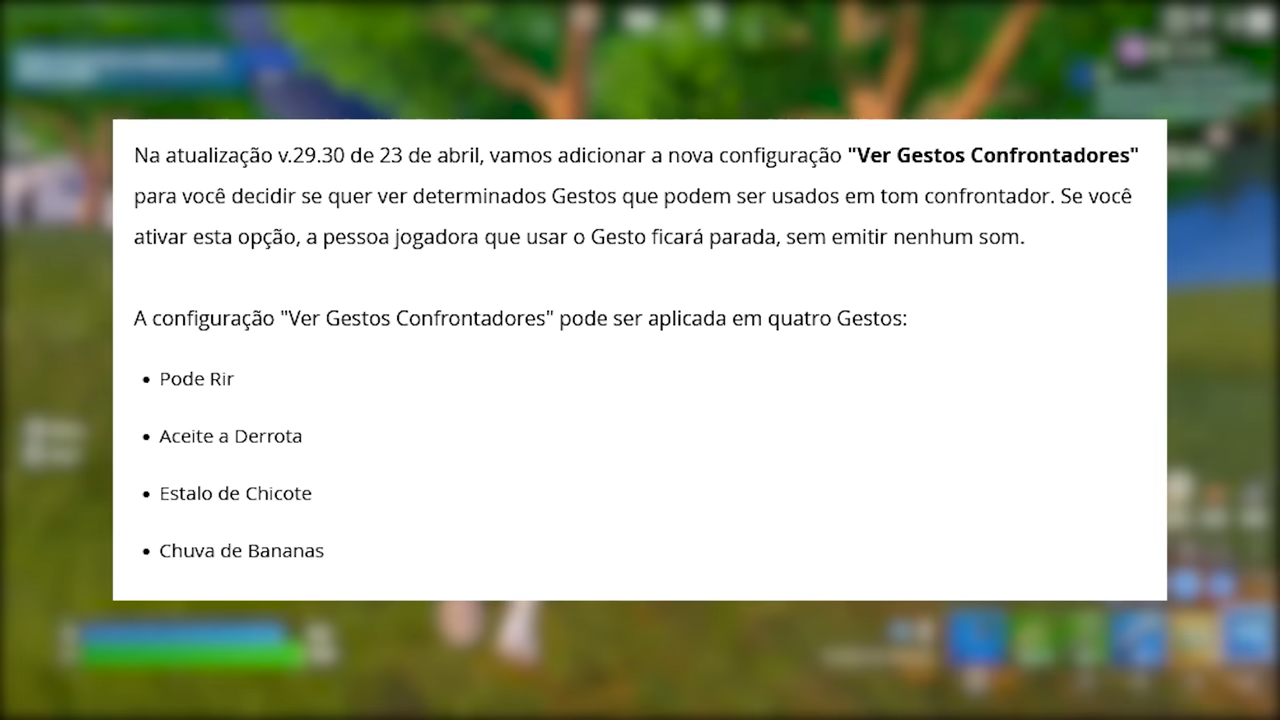 Na atualização v.29.30 de 23 de abril, vamos adicionar a nova configuração "Ver Gestos Confrontadores"
para você decidir se quer ver determinados Gestos que podem ser usados em tom confrontador. Se você
ativar esta opção, a pessoa jogadora que usar o Gesto ficará parada, sem emitir nenhum som.
A configuração "Ver Gestos Confrontadores" pode ser aplicada em quatro Gestos:
• Pode Rir
• Aceite a Derrota
• Estalo de Chicote
• Chuva de Bananas